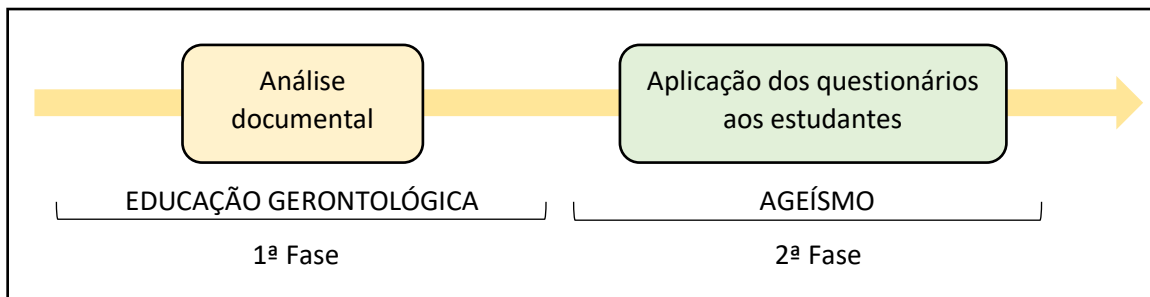 Análise
documental
Aplicação dos questionários
aos estudantes
EDUCAÇÃO GERONTOLÓGICA
AGEÍSMO
1ª Fase
2ª Fase